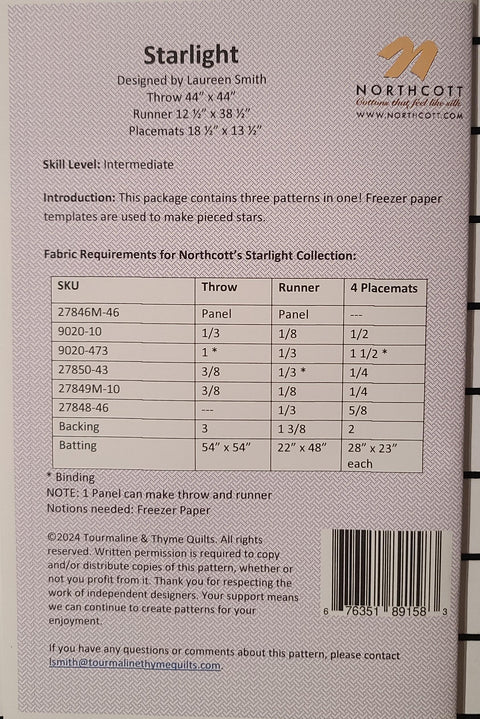 Starlight
Designed by Laureen Smith
Throw 44” x 44”
Runner 12 ½” x 38 ½”
Placemats 18 ½” x 13 ½”
NORTHCOTT
Cottons that feel like silk
WWW.NORTHCOTT.COM
Skill Level: Intermediate
Introduction: This package contains three patterns in one! Freezer paper
templates are used to make pieced stars.
Fabric Requirements for Northcott’s Starlight Collection:
SKU Throw Runner 4 Placemats
27846M-46 Panel Panel ---
9020-10 1/3 1/8 1/2
9020-473 1 * 1/3 1 1/2 *
27850-43 3/8 1/3 * 1/4
27849M-10 3/8 1/8 1/4
27848-46 --- 1/3 5/8
Backing 3 1 3/8 2
Batting 54” x 54” 22” x 48” 28” x 23”
each
* Binding
NOTE: 1 Panel can make throw and runner
Notions needed: Freezer Paper
©2024 Tourmaline & Thyme Quilts. All rights
reserved. Written permission is required to copy
and/or distribute copies of this pattern, whether or
not you profit from it. Thank you for respecting the
work of independent designers. Your support means
we can continue to create patterns for your
enjoyment.
6 76351 89158 3
If you have any questions or comments about this pattern, please contact
lsmith@tourmalinethymequilts.com.